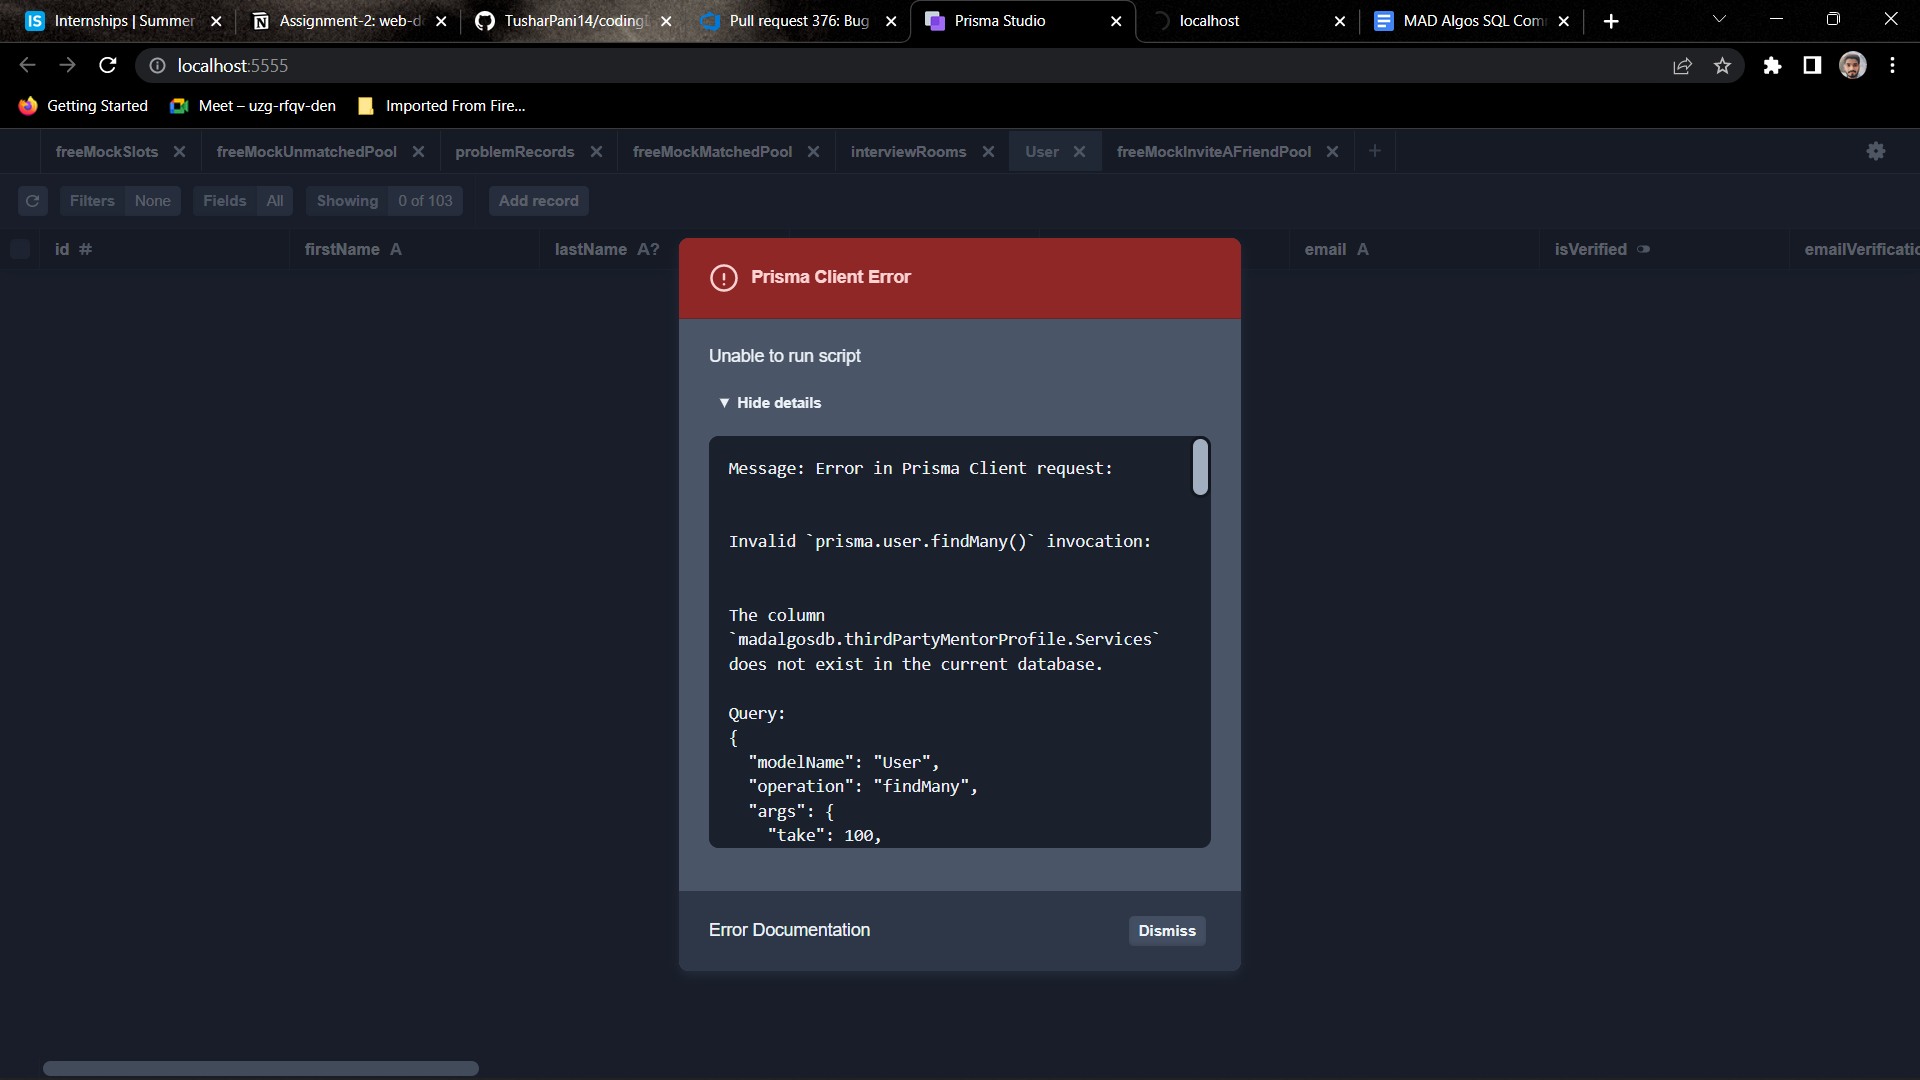 Internships | Summer
Assignment-2: web-d
TusharPani14/coding
Pull request 376: Bug
Prisma Studio
localhost
MAD Algos SQL Com
localhost:5555
Getting Started
Meet – uzg-rfqv-den
Imported From Fire...
freeMockSlots
freeMockUnmatchedPool
problemRecords
freeMockMatchedPool
interviewRooms
User
freeMockInviteAFriendPool
Filters None
Fields All
Showing 0 of 103
Add record
id #
firstName A
lastName A?
email A
isVerified
emailVerificatio
Prisma Client Error
Unable to run script
▼ Hide details
Message: Error in Prisma Client request:
Invalid `prisma.user.findMany()` invocation:
The column
`madalgosdb.thirdPartyMentorProfile.Services`
does not exist in the current database.
Query:
{
"modelName": "User",
"operation": "findMany",
"args": {
"take": 100,
Error Documentation
Dismiss